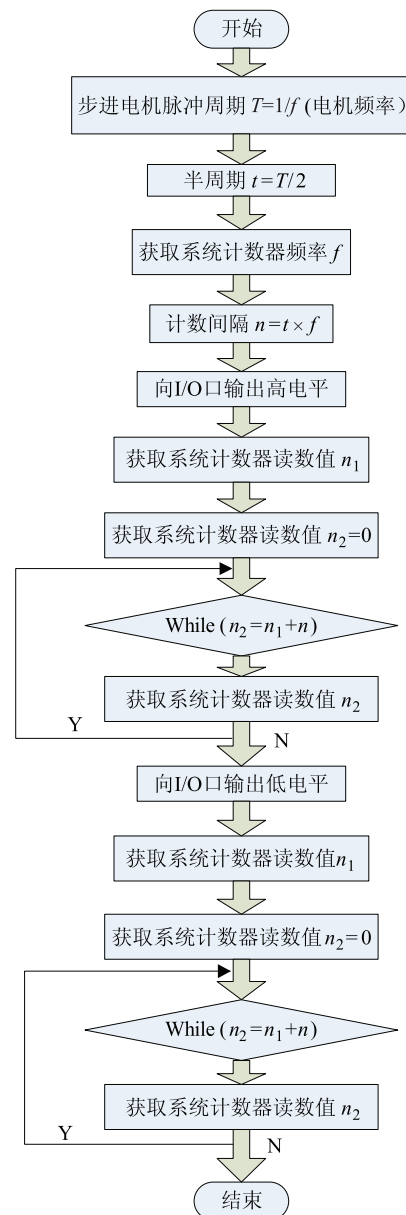 开始
步进电机脉冲周期 T=1/f (电机频率)
半周期 t=T/2
获取系统计数器频率 f
计数间隔 n=t×f
向I/O口输出高电平
获取系统计数器读数值 n₁
获取系统计数器读数值 n₂=0
While (n₂=n₁+n)
获取系统计数器读数值 n₂
Y
N
向I/O口输出低电平
获取系统计数器读数值n₁
获取系统计数器读数值n₂=0
While (n₂=n₁+n)
获取系统计数器读数值 n₂
Y
N
结束